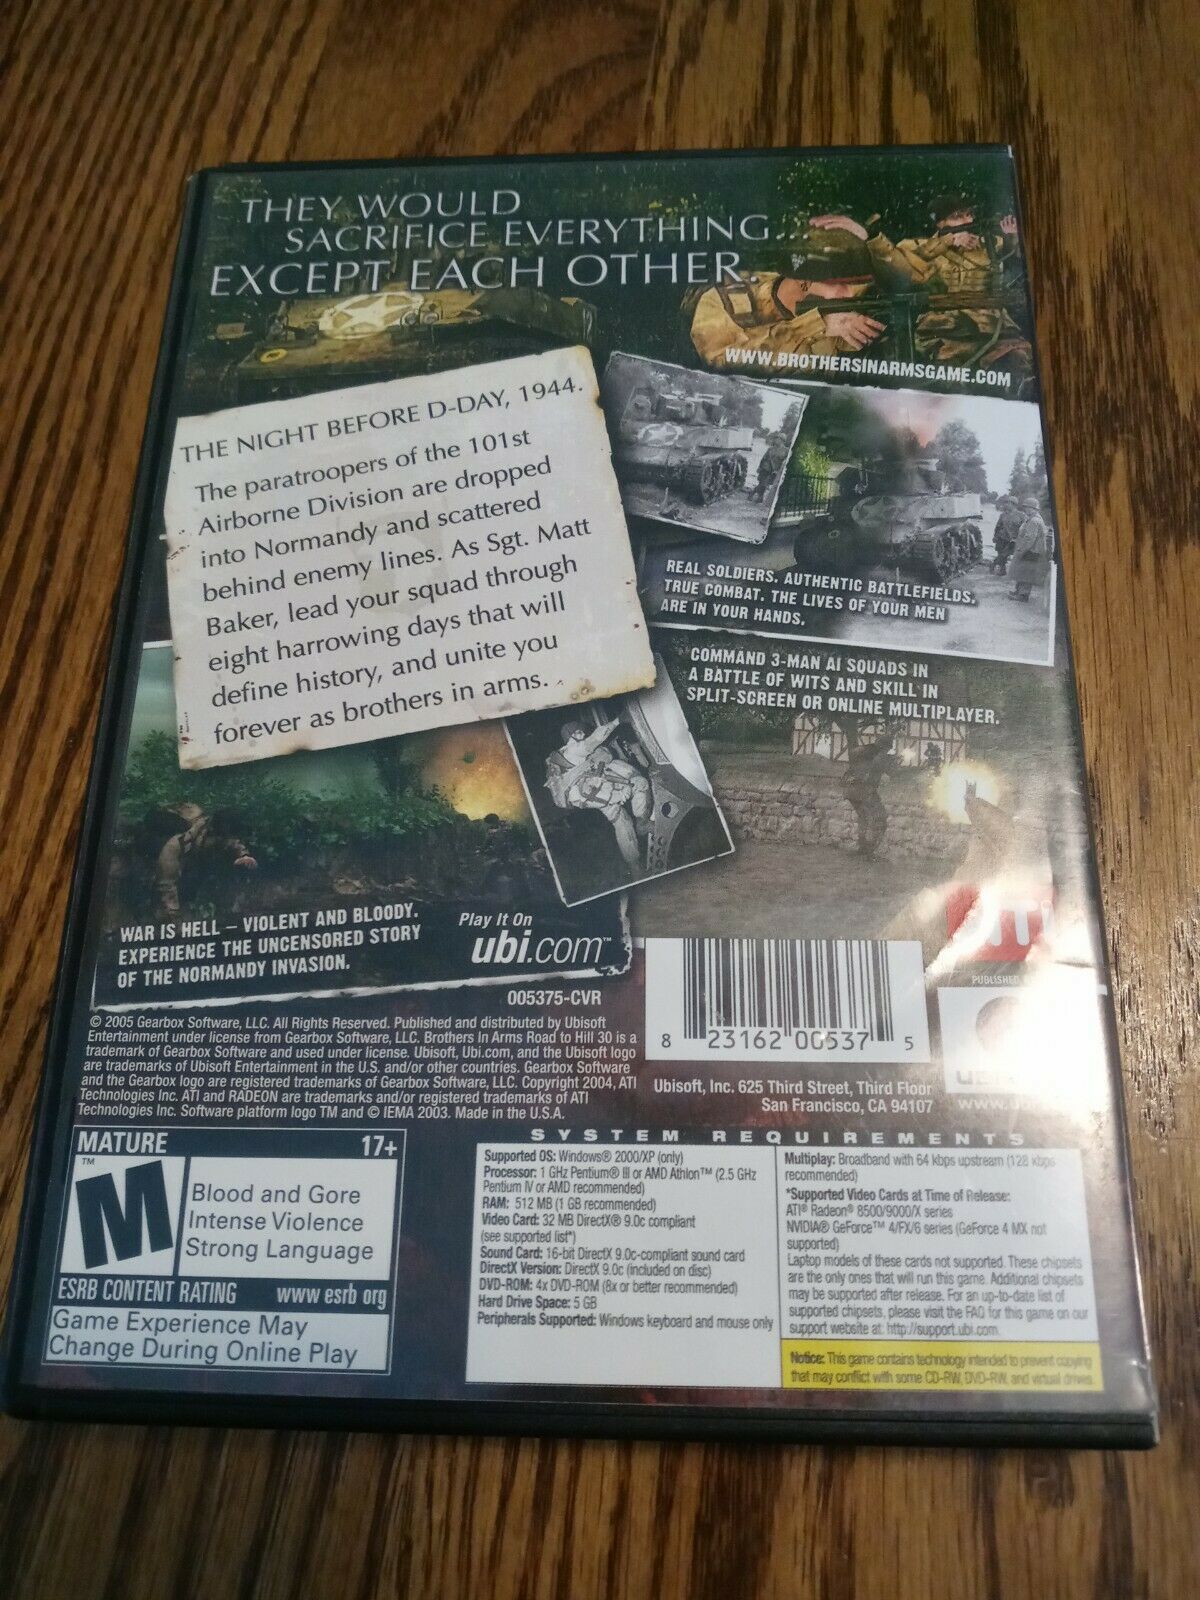 THEY WOULD
SACRIFICE EVERYTHING...
EXCEPT EACH OTHER.
WWW.BROTHERSINARMSGAME.COM
THE NIGHT BEFORE D-DAY, 1944.
The paratroopers of the 101st
Airborne Division are dropped
into Normandy and scattered
behind enemy lines. As Sgt. Matt
Baker, lead your squad through
eight harrowing days that will
define history, and unite you
forever as brothers in arms.
REAL SOLDIERS. AUTHENTIC BATTLEFIELDS.
TRUE COMBAT. THE LIVES OF YOUR MEN
ARE IN YOUR HANDS.
COMMAND 3-MAN AI SQUADS IN
A BATTLE OF WITS AND SKILL IN
SPLIT-SCREEN OR ONLINE MULTIPLAYER.
WAR IS HELL – VIOLENT AND BLOODY.
EXPERIENCE THE UNCENSORED STORY
OF THE NORMANDY INVASION.
Play It On
ubi.com™
005375-CVR
8 23162 00537 5
PUBLISHED
© 2005 Gearbox Software, LLC. All Rights Reserved. Published and distributed by Ubisoft
Entertainment under license from Gearbox Software, LLC. Brothers In Arms Road to Hill 30 is a
trademark of Gearbox Software and used under license. Ubisoft, Ubi.com, and the Ubisoft logo
are trademarks of Ubisoft Entertainment in the U.S. and/or other countries. Gearbox Software
and the Gearbox logo are registered trademarks of Gearbox Software, LLC. Copyright 2004, ATI
Technologies Inc. ATI and RADEON are trademarks and/or registered trademarks of ATI
Technologies Inc. Software platform logo TM and © IEMA 2003. Made in the U.S.A.
Ubisoft, Inc. 625 Third Street, Third Floor
San Francisco, CA 94107
MATURE 17+
M™
Blood and Gore
Intense Violence
Strong Language
ESRB CONTENT RATING www esrb org
Game Experience May
Change During Online Play
SYSTEM REQUIREMENTS
Supported OS: Windows® 2000/XP (only)
Processor: 1 GHz Pentium® III or AMD Athlon™ (2.5 GHz
Pentium IV or AMD recommended)
RAM: 512 MB (1 GB recommended)
Video Card: 32 MB DirectX® 9.0c compliant
(see supported list*)
Sound Card: 16-bit DirectX 9.0c-compliant sound card
DirectX Version: DirectX 9.0c (included on disc)
DVD-ROM: 4x DVD-ROM (8x or better recommended)
Hard Drive Space: 5 GB
Peripherals Supported: Windows keyboard and mouse only
Multiplay: Broadband with 64 kbps upstream (128 kbps
recommended)
*Supported Video Cards at Time of Release:
ATI® Radeon® 8500/9000/X series
NVIDIA® GeForce™ 4/FX/6 series (GeForce 4 MX not
supported)
Laptop models of these cards not supported. These chipsets
are the only ones that will run this game. Additional chipsets
may be supported after release. For an up-to-date list of
supported chipsets, please visit the FAQ for this game on our
support website at: http://support.ubi.com.
Notice: This game contains technology intended to prevent copying
that may conflict with some CD-RW, DVD-RW, and virtual drives.